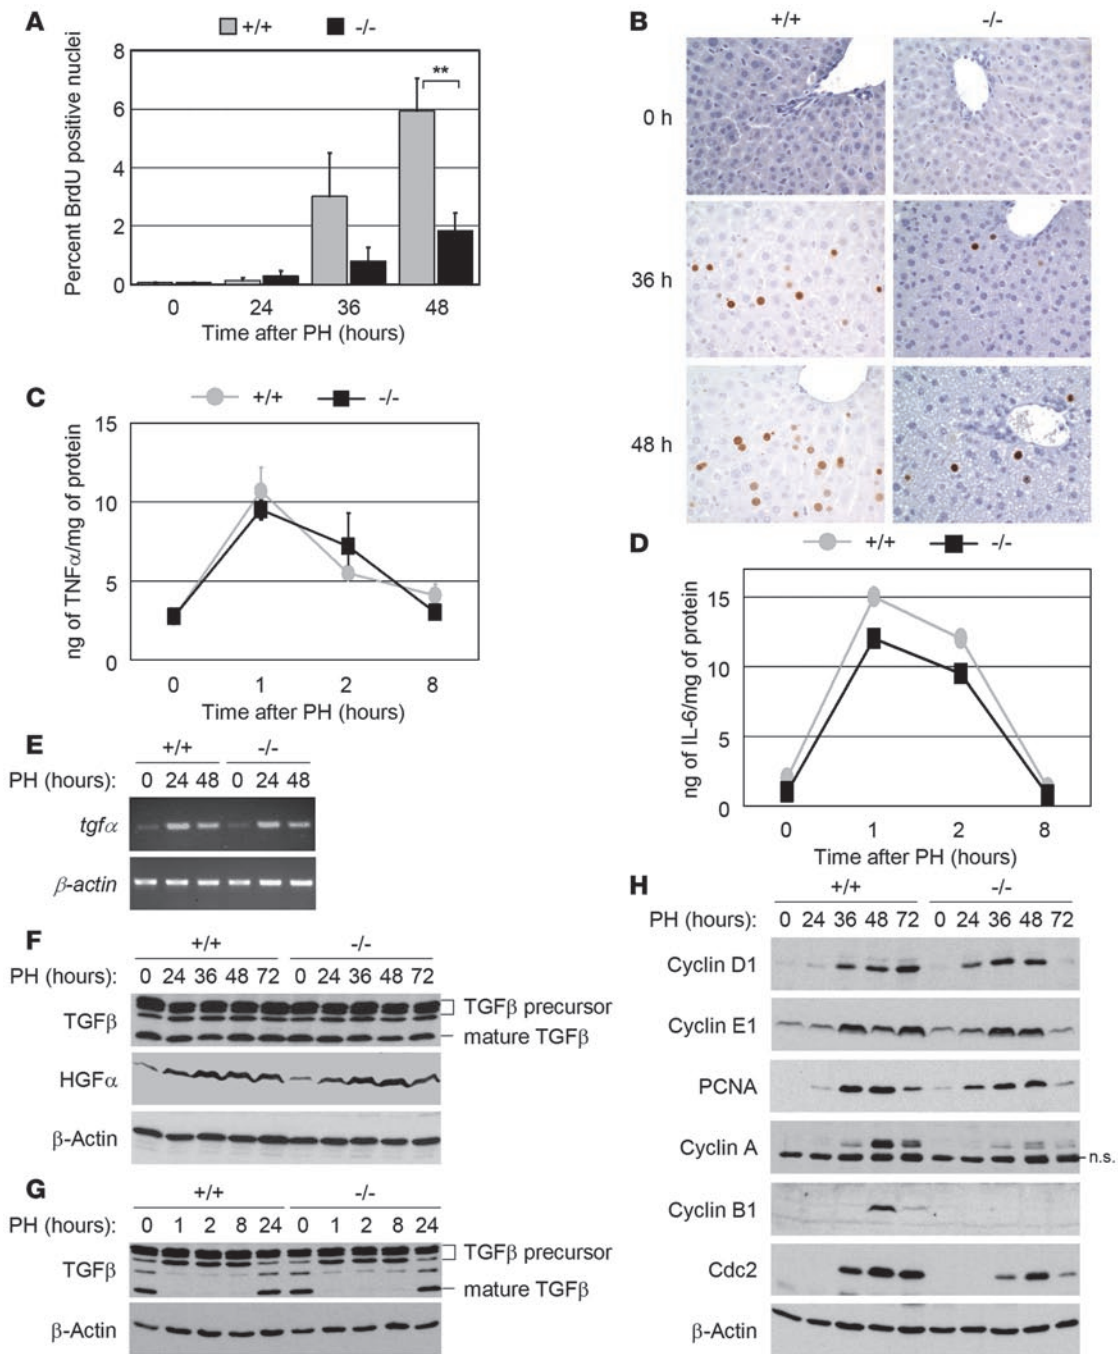 A
+/+ -/-
Percent BrdU positive nuclei
8
6
4
2
0
**
0 24 36 48
Time after PH (hours)
B
+/+ -/-
0 h
36 h
48 h
C
+/+ -/-
ng of TNFα/mg of protein
15
10
5
0
0 1 2 8
Time after PH (hours)
D
+/+ -/-
ng of IL-6/mg of protein
15
10
5
0
0 1 2 8
Time after PH (hours)
E
+/+ -/-
PH (hours): 0 24 48 0 24 48
tgfα
β-actin
F
+/+ -/-
PH (hours): 0 24 36 48 72 0 24 36 48 72
TGFβ
TGFβ precursor
mature TGFβ
HGFα
β-Actin
G
+/+ -/-
PH (hours): 0 1 2 8 24 0 1 2 8 24
TGFβ
TGFβ precursor
mature TGFβ
β-Actin
H
+/+ -/-
PH (hours): 0 24 36 48 72 0 24 36 48 72
Cyclin D1
Cyclin E1
PCNA
Cyclin A
n.s.
Cyclin B1
Cdc2
β-Actin